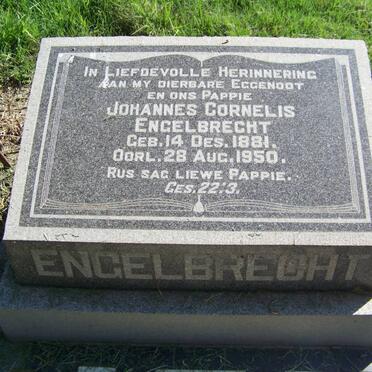 In Liefdevolle Herinnering
aan my dierbare Eggenoot
en ons Pappie
Johannes Cornelis
Engelbrecht
Geb. 14 Des. 1881.
Oorl. 28 Aug. 1950.
Rus sag liewe Pappie.
Ges. 22:3.
ENGELBRECHT